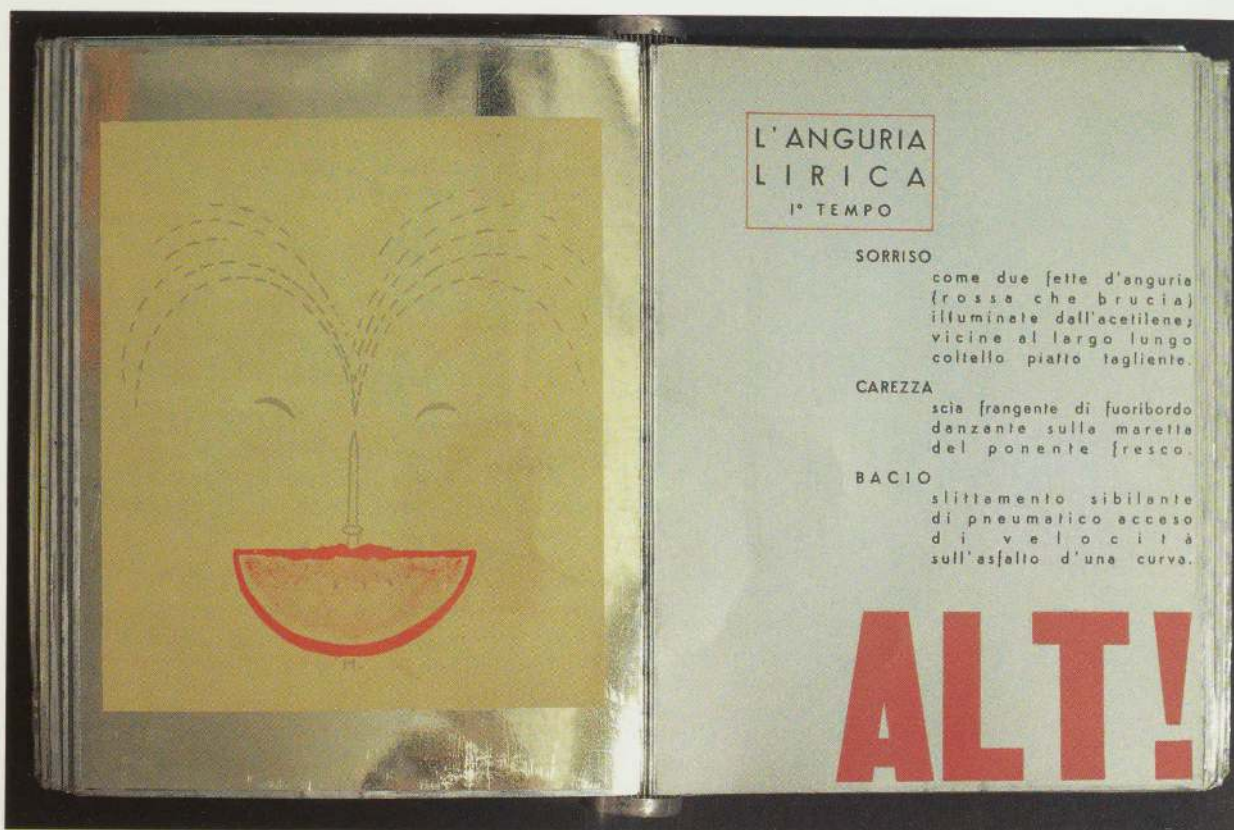 L'ANGURIA
LIRICA
1° TEMPO
SORRISO
come due fette d'anguria
(rossa che brucia)
illuminate dall'acetilene;
vicine al largo lungo
coltello piatto tagliente.
CAREZZA
scia frangente di fuoribordo
danzante sulla maretta
del ponente fresco.
BACIO
slittamento sibilante
di pneumatico acceso
di velocità
sull'asfalto d'una curva.
ALT!